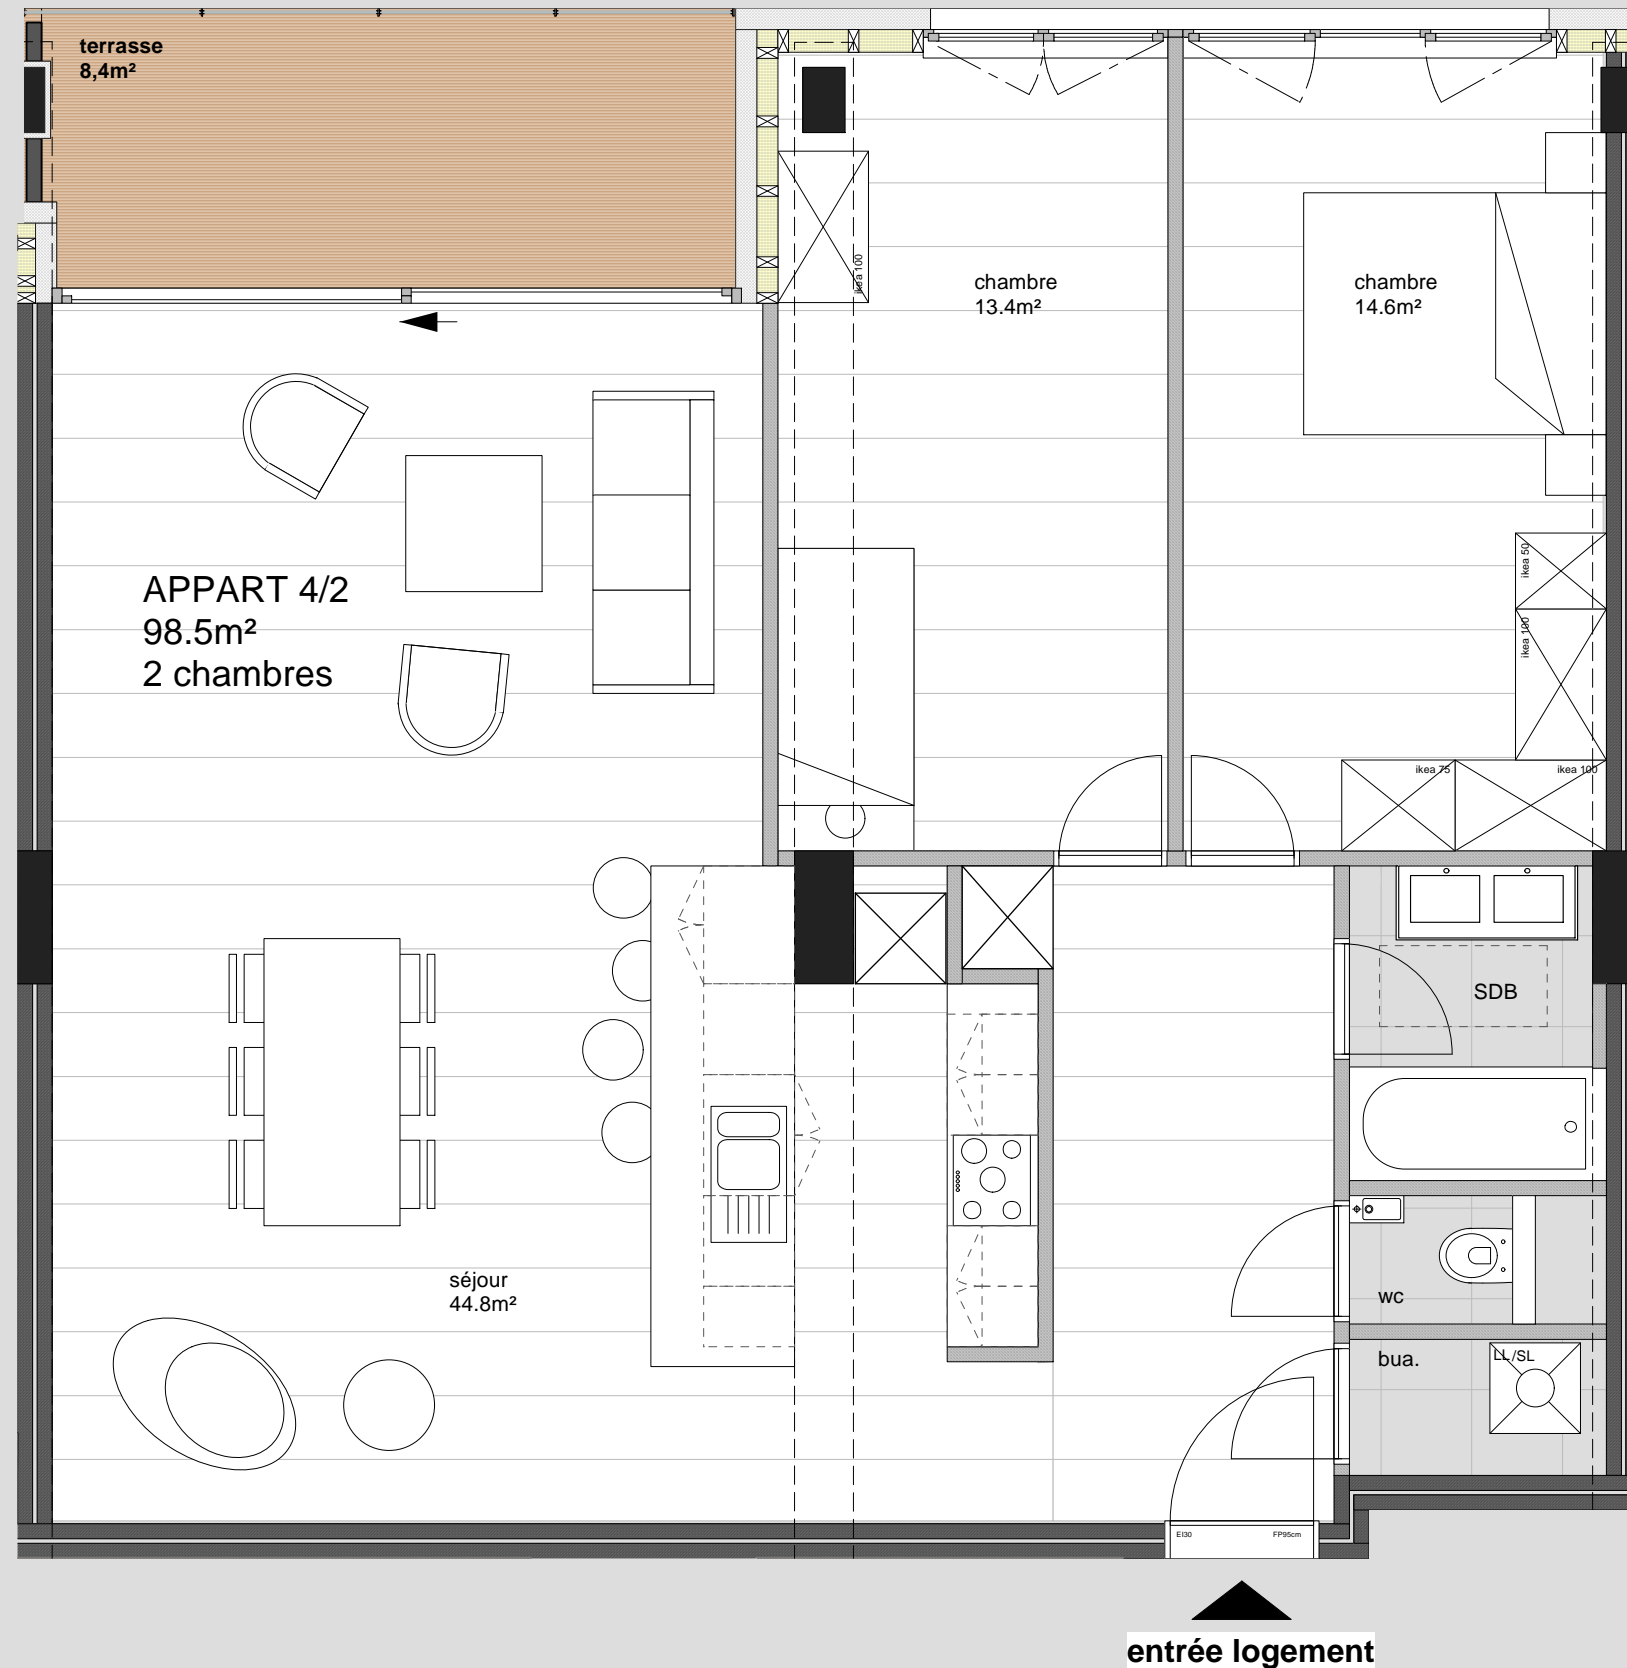 terrasse
8,4m²
ikea 100
chambre
13.4m²
chambre
14.6m²
APPART 4/2
98.5m²
2 chambres
ikea 50
ikea 100
ikea 75
ikea 100
SDB
séjour
44.8m²
wc
bua.
LL/SL
EI30
FP95cm
entrée logement